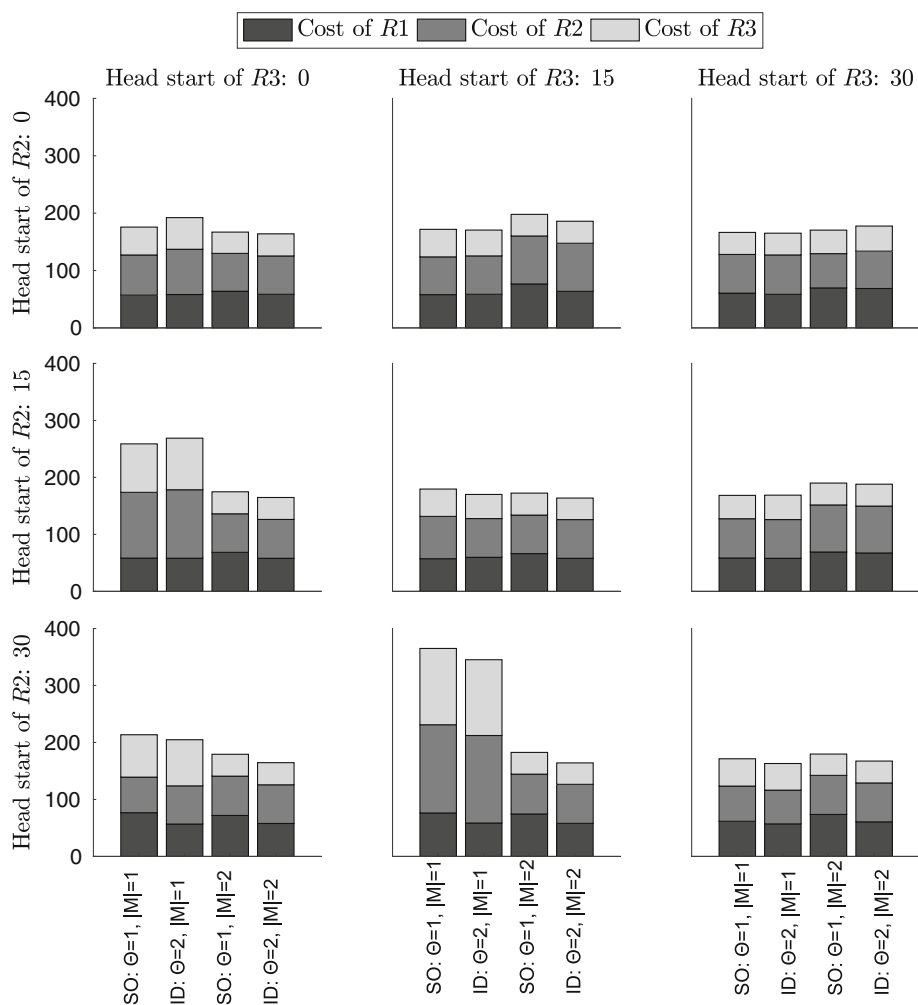 Cost of R1 Cost of R2 Cost of R3
Head start of R3: 0 Head start of R3: 15 Head start of R3: 30
Head start of R2: 0
400
300
200
100
0
Head start of R2: 15
400
300
200
100
0
Head start of R2: 30
400
300
200
100
0
SO: Θ=1, |M|=1
ID: Θ=2, |M|=1
SO: Θ=1, |M|=2
ID: Θ=2, |M|=2
SO: Θ=1, |M|=1
ID: Θ=2, |M|=1
SO: Θ=1, |M|=2
ID: Θ=2, |M|=2
SO: Θ=1, |M|=1
ID: Θ=2, |M|=1
SO: Θ=1, |M|=2
ID: Θ=2, |M|=2